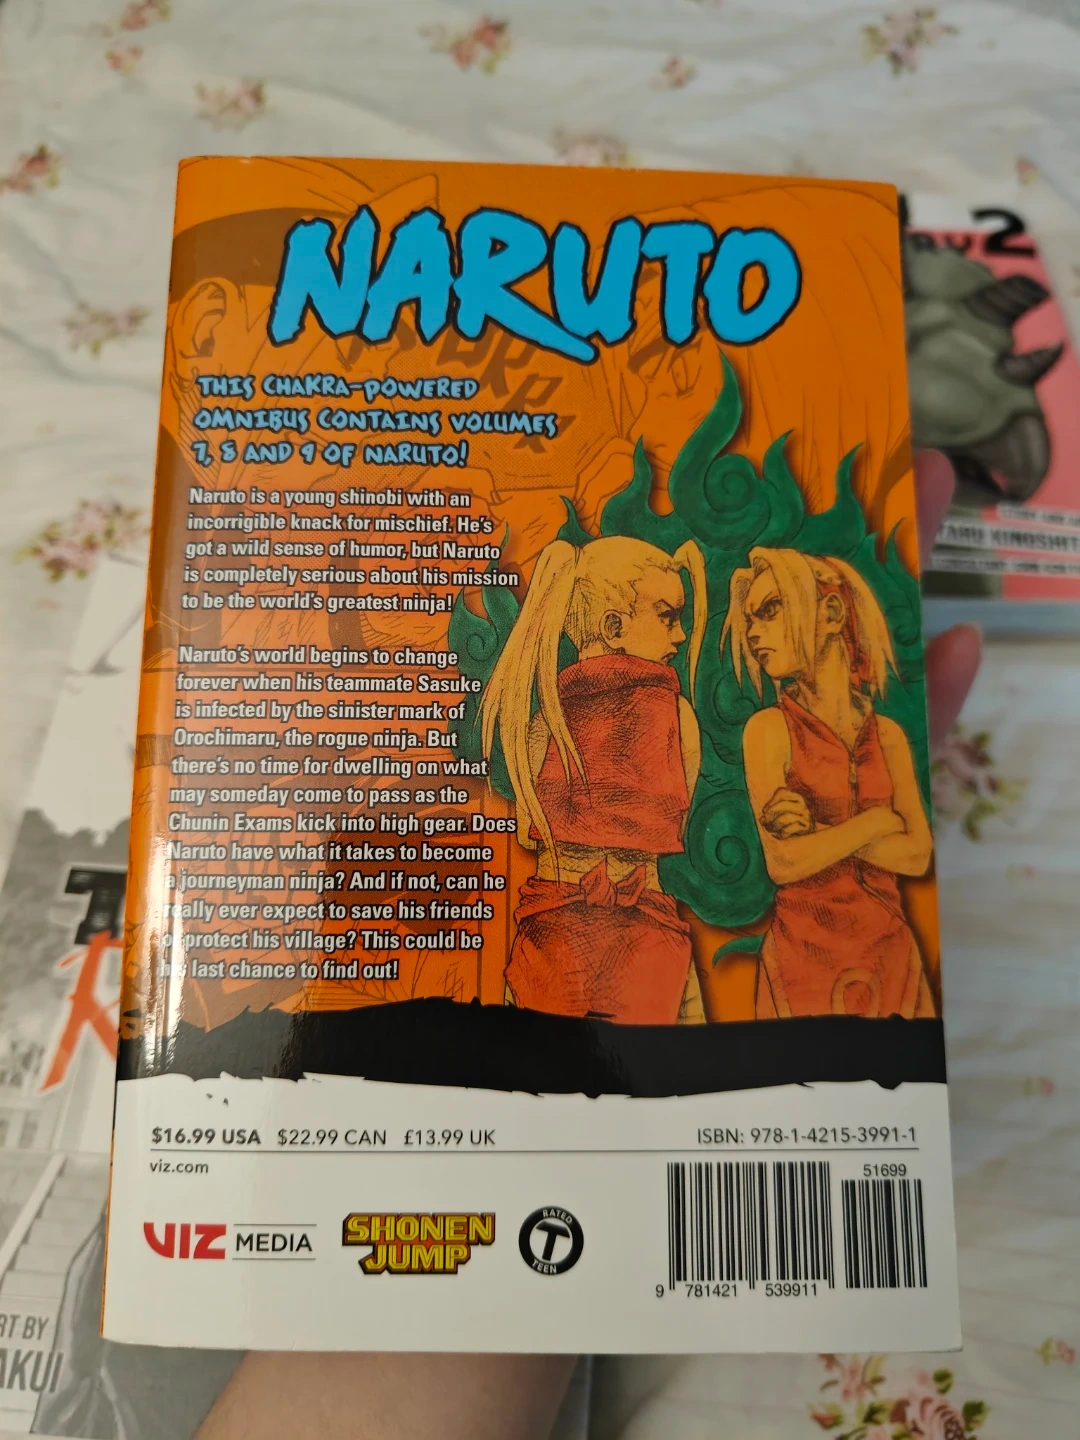 NARUTO
THIS CHAKRA-POWERED
OMNIBUS CONTAINS VOLUMES
7, 8 AND 9 OF NARUTO!
Naruto is a young shinobi with an
incorrigible knack for mischief. He's
got a wild sense of humor, but Naruto
is completely serious about his mission
to be the world's greatest ninja!
Naruto's world begins to change
forever when his teammate Sasuke
is infected by the sinister mark of
Orochimaru, the rogue ninja. But
there's no time for dwelling on what
may someday come to pass as the
Chunin Exams kick into high gear. Does
Naruto have what it takes to become
a journeyman ninja? And if not, can he
really ever expect to save his friends
or protect his village? This could be
his last chance to find out!
$16.99 USA $22.99 CAN £13.99 UK
ISBN: 978-1-4215-3991-1
viz.com
VIZ MEDIA
SHONEN
JUMP
RATED
T
TEEN
51699
9 781421 539911
2
RT BY
AKUI